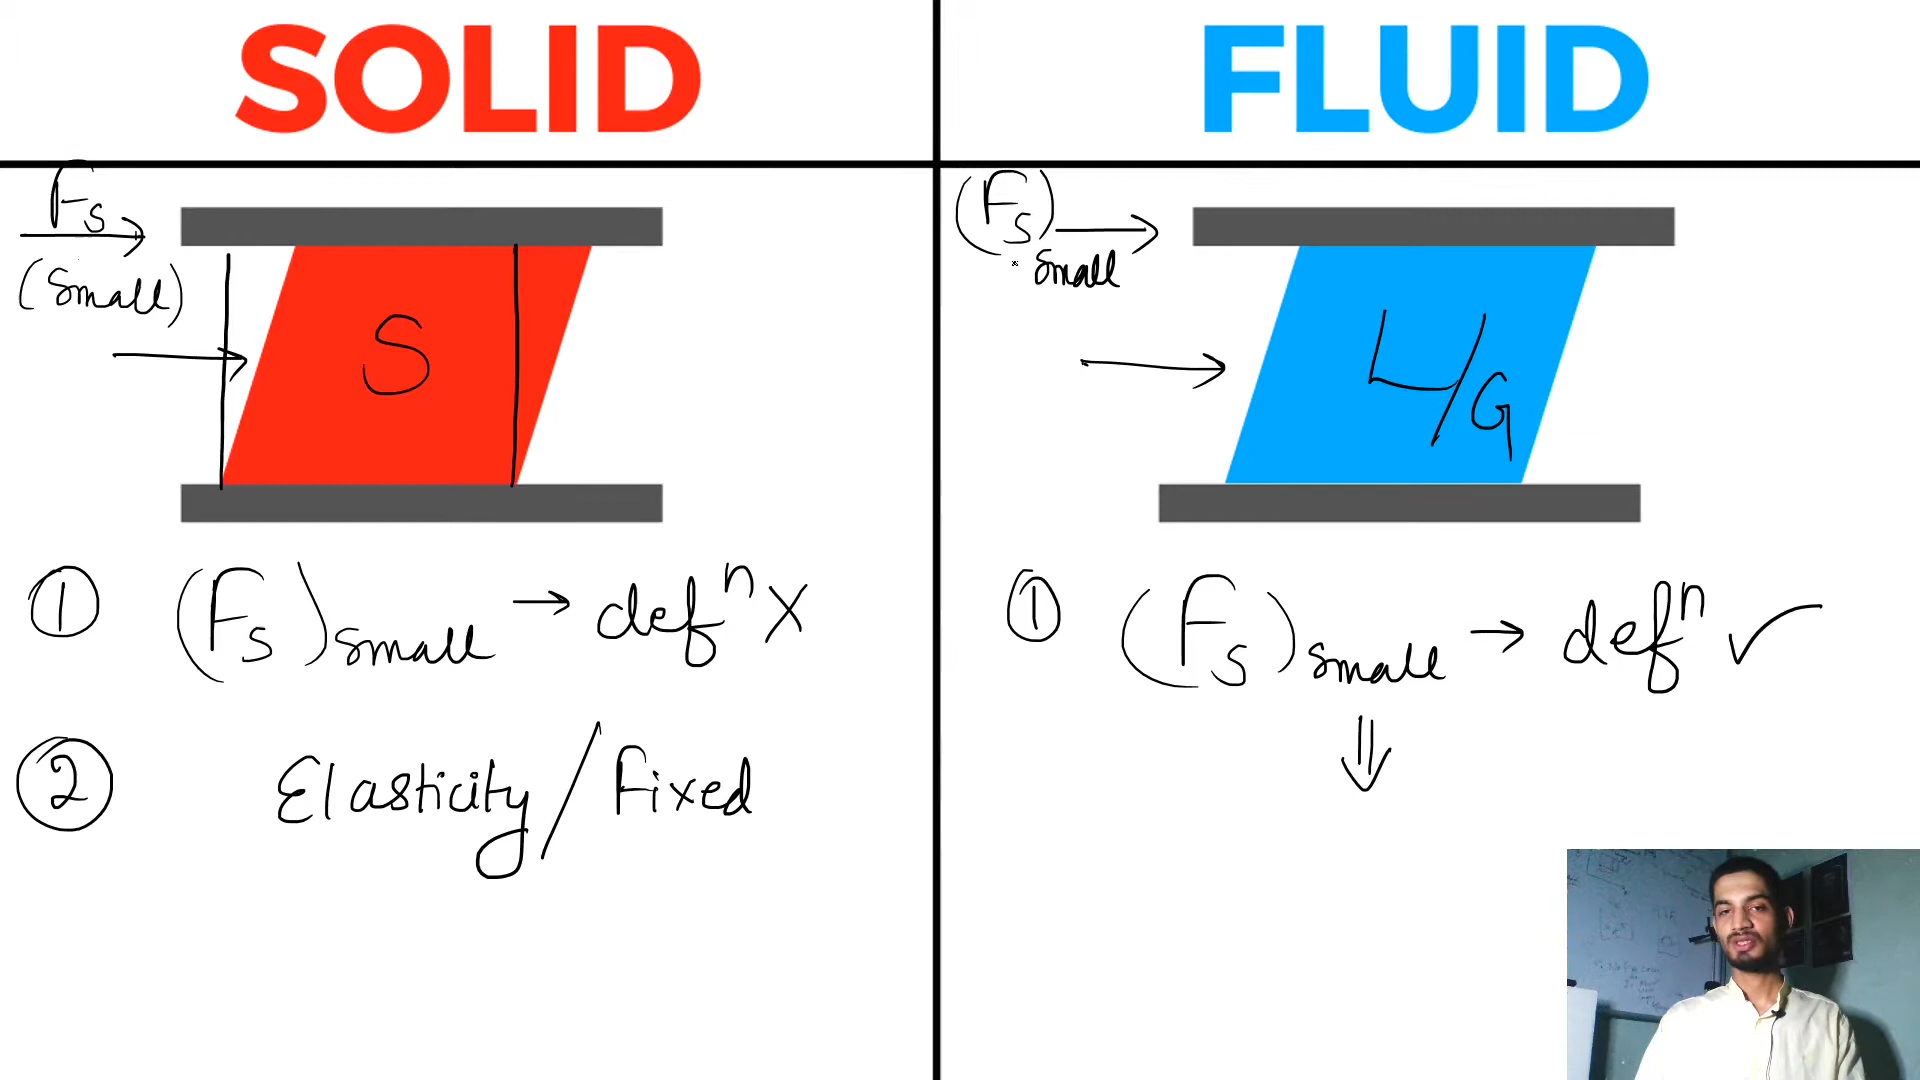 SOLID
Fs
(Small)
S
① (Fs)small → defⁿ X
② Elasticity / Fixed
FLUID
(Fs)
small
L/G
① (Fs)small → defⁿ ✓
⇓